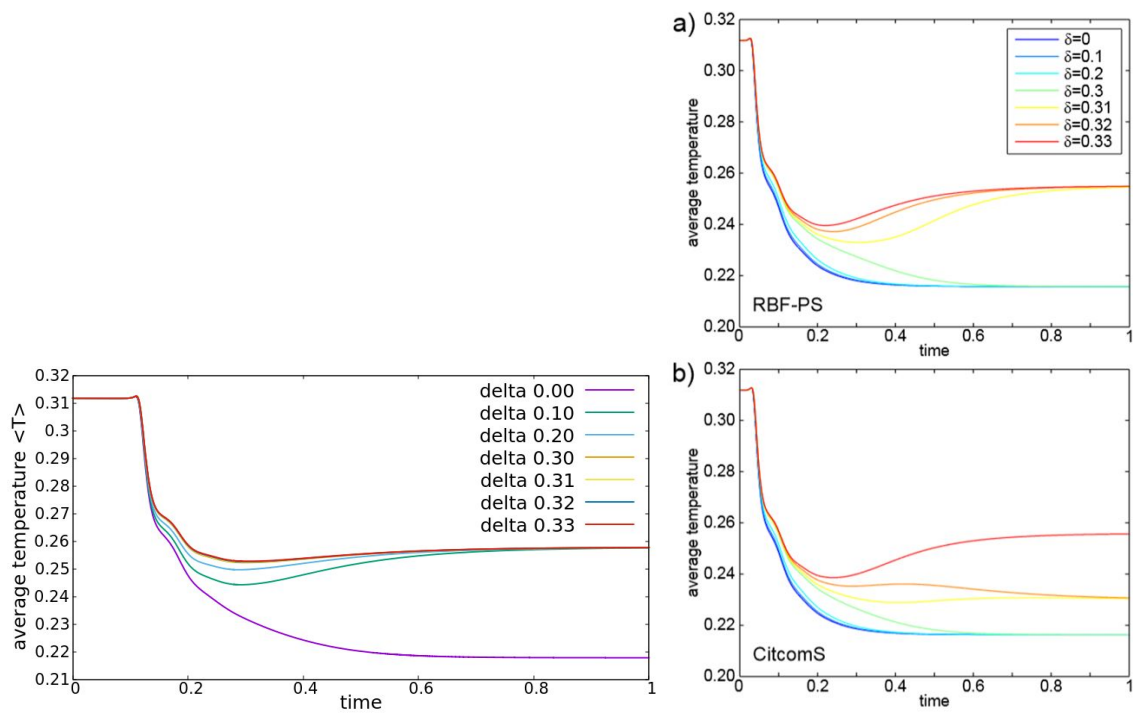 a)
0.32
0.30
0.28
0.26
0.24
0.22
0.20
average temperature
δ=0
δ=0.1
δ=0.2
δ=0.3
δ=0.31
δ=0.32
δ=0.33
RBF-PS
0 0.2 0.4 0.6 0.8 1
time
0.32
0.31
0.3
0.29
0.28
0.27
0.26
0.25
0.24
0.23
0.22
0.21
average temperature <T>
delta 0.00
delta 0.10
delta 0.20
delta 0.30
delta 0.31
delta 0.32
delta 0.33
0 0.2 0.4 0.6 0.8 1
time
b)
0.32
0.30
0.28
0.26
0.24
0.22
0.20
average temperature
CitcomS
0 0.2 0.4 0.6 0.8 1
time